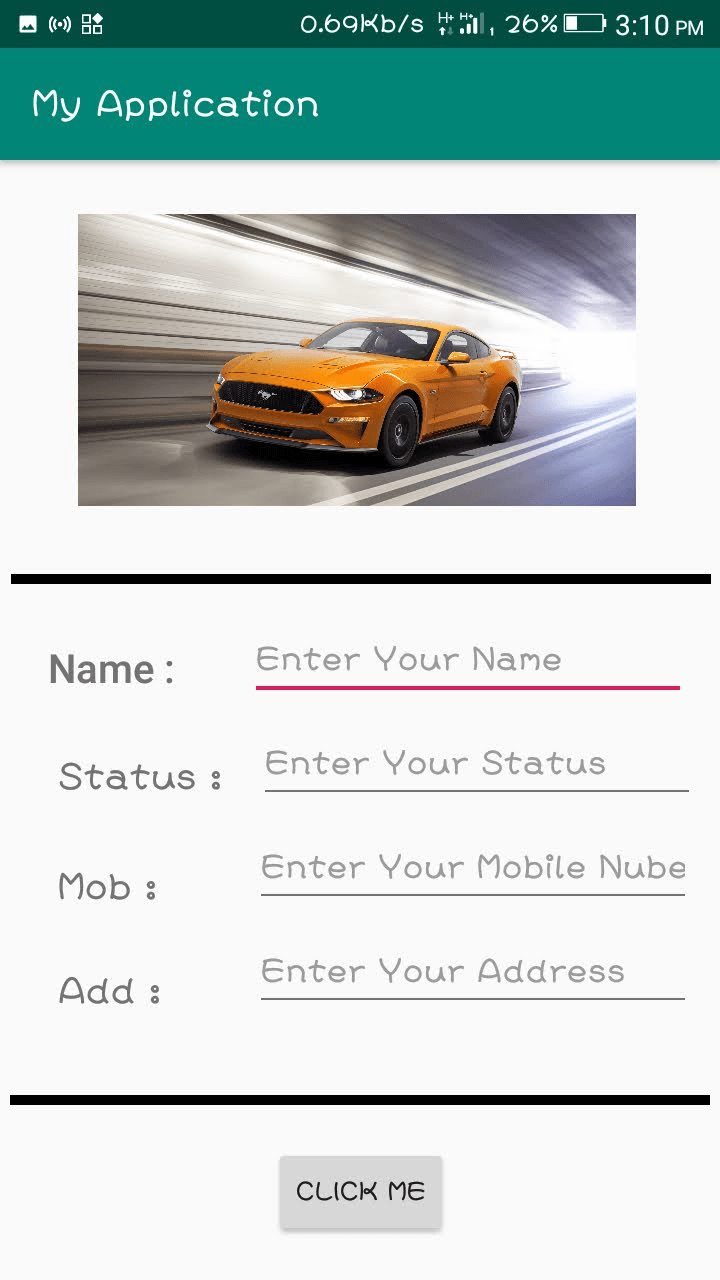 0.69Kb/s H+ H+ 26% 3:10 PM
My Application
Name : Enter Your Name
Status : Enter Your Status
Mob : Enter Your Mobile Nube
Add : Enter Your Address
CLICK ME